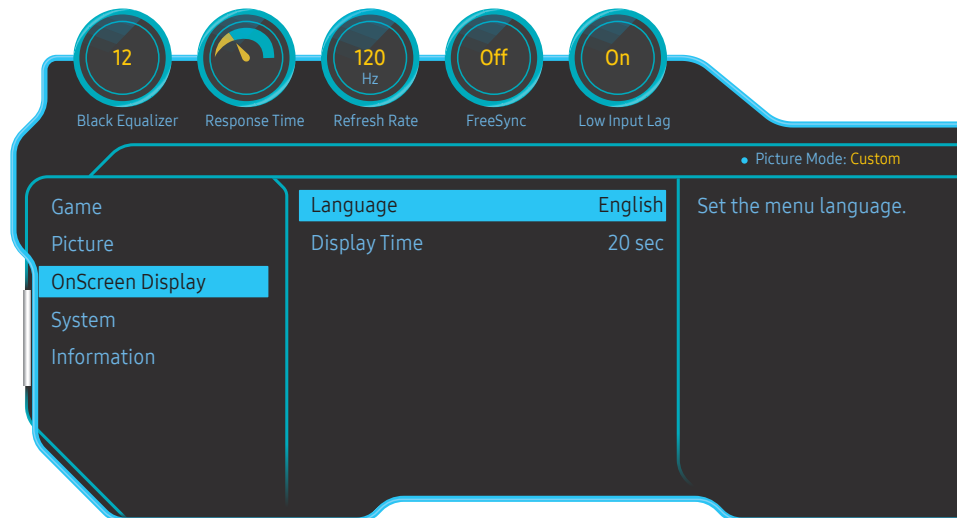 12
120
Hz
Off
On
Black Equalizer
Response Time
Refresh Rate
FreeSync
Low Input Lag
Picture Mode: Custom
Game
Picture
OnScreen Display
System
Information
Language English
Display Time 20 sec
Set the menu language.